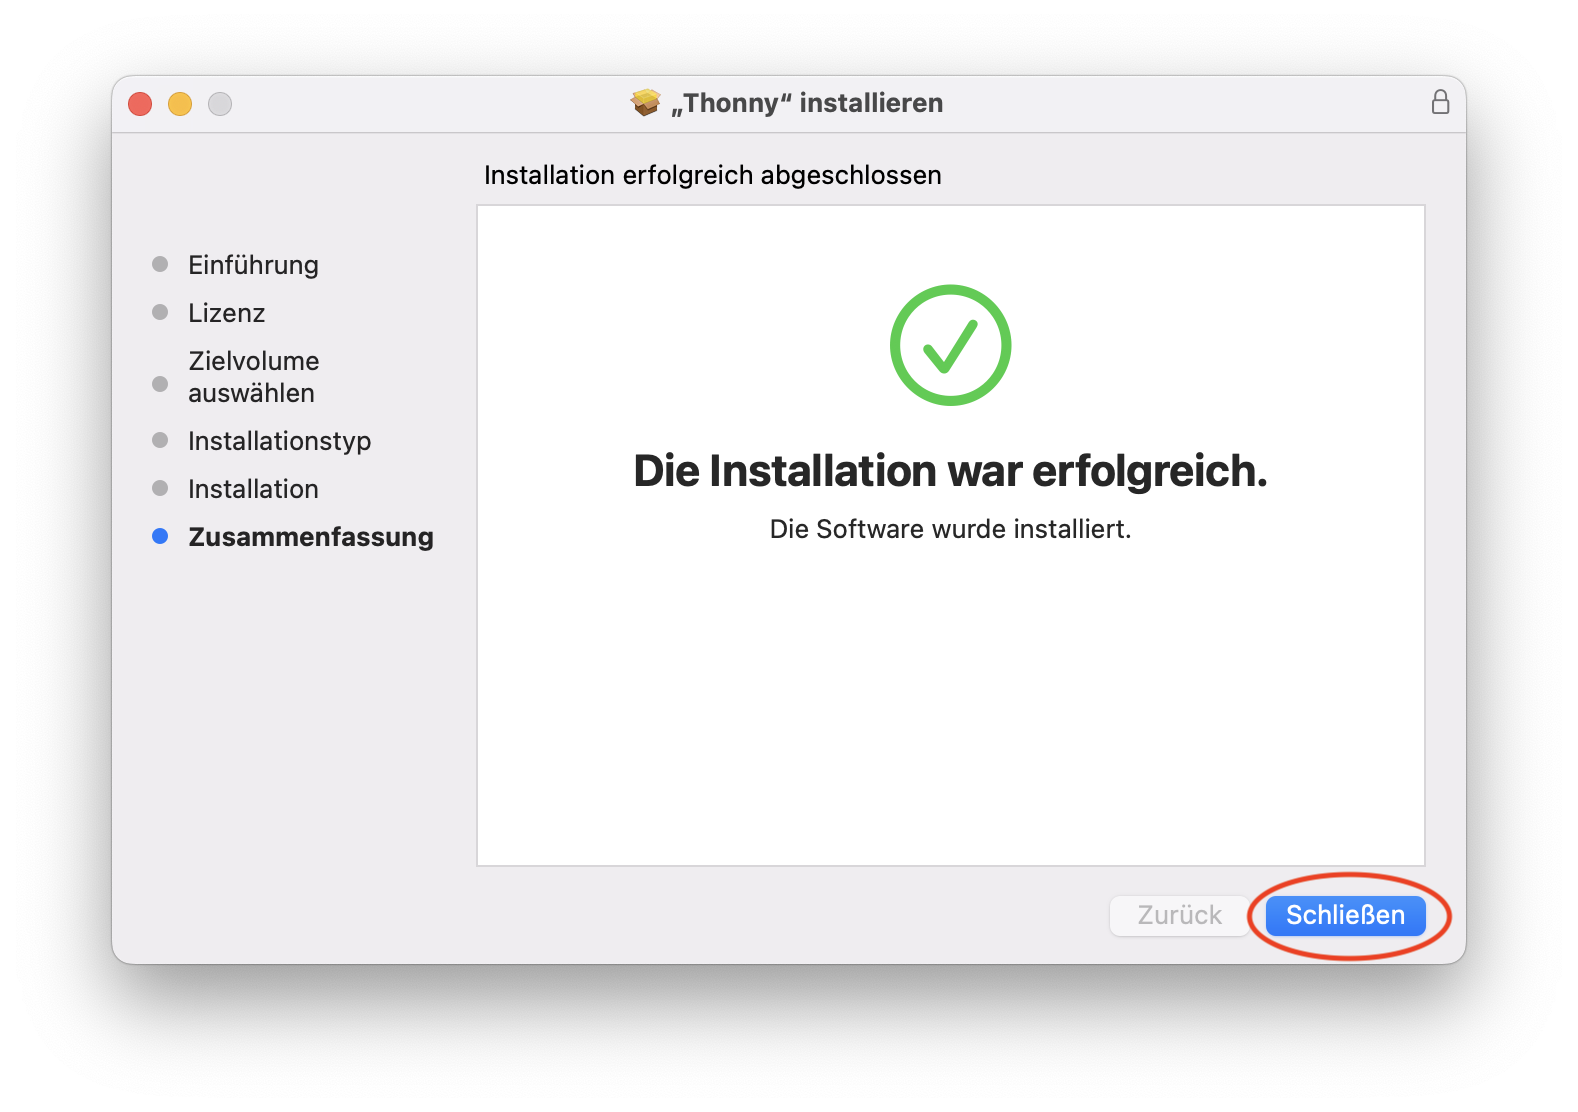 „Thonny“ installieren
Installation erfolgreich abgeschlossen
Einführung
Lizenz
Zielvolume
auswählen
Installationstyp
Installation
Zusammenfassung
Die Installation war erfolgreich.
Die Software wurde installiert.
Zurück
Schließen